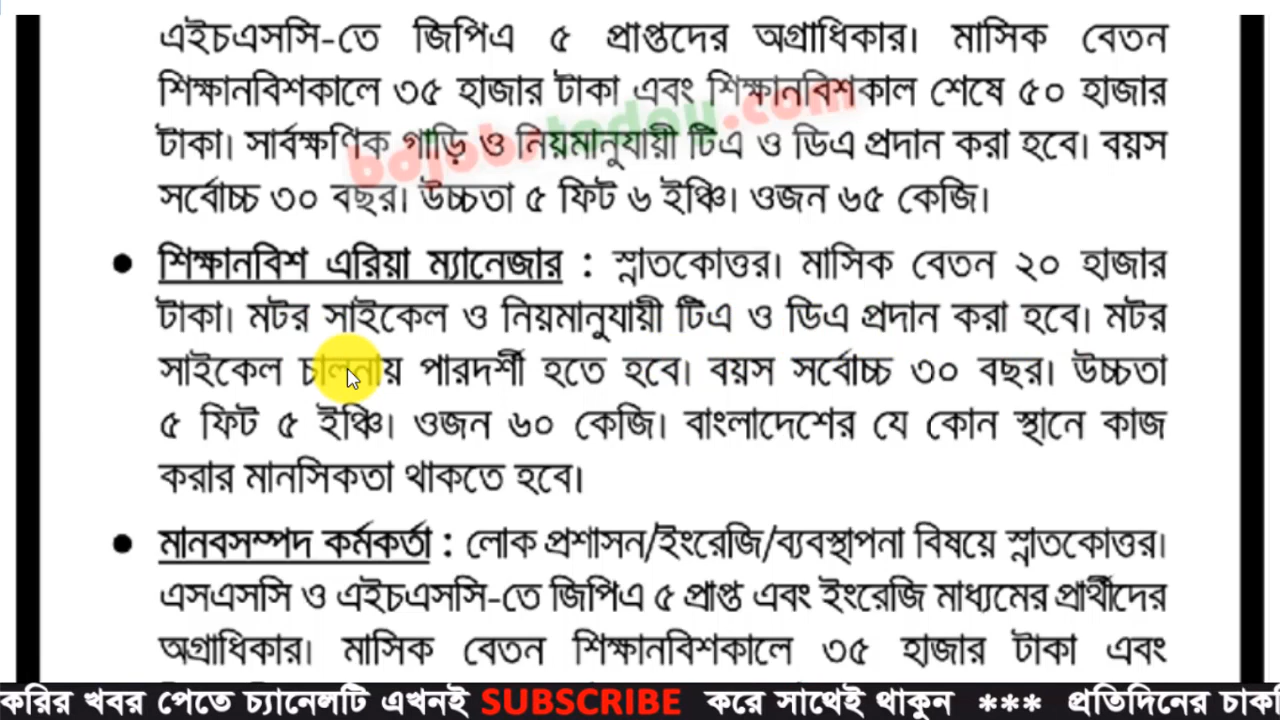 এইচএসসি-তে জিপিএ ৫ প্রাপ্তদের অগ্রাধিকার। মাসিক বেতন
শিক্ষানবিশকালে ৩৫ হাজার টাকা এবং শিক্ষানবিশকাল শেষে ৫০ হাজার
টাকা। সার্বক্ষণিক গাড়ি ও নিয়মানুযায়ী টিএ ও ডিএ প্রদান করা হবে। বয়স
সর্বোচ্চ ৩০ বছর। উচ্চতা ৫ ফিট ৬ ইঞ্চি। ওজন ৬৫ কেজি।
● শিক্ষানবিশ এরিয়া ম্যানেজার : স্নাতকোত্তর। মাসিক বেতন ২০ হাজার
টাকা। মটর সাইকেল ও নিয়মানুযায়ী টিএ ও ডিএ প্রদান করা হবে। মটর
সাইকেল চালনায় পারদর্শী হতে হবে। বয়স সর্বোচ্চ ৩০ বছর। উচ্চতা
৫ ফিট ৫ ইঞ্চি। ওজন ৬০ কেজি। বাংলাদেশের যে কোন স্থানে কাজ
করার মানসিকতা থাকতে হবে।
● মানবসম্পদ কর্মকর্তা : লোক প্রশাসন/ইংরেজি/ব্যবস্থাপনা বিষয়ে স্নাতকোত্তর।
এসএসসি ও এইচএসসি-তে জিপিএ ৫ প্রাপ্ত এবং ইংরেজি মাধ্যমের প্রার্থীদের
অগ্রাধিকার। মাসিক বেতন শিক্ষানবিশকালে ৩৫ হাজার টাকা এবং
করির খবর পেতে চ্যানেলটি এখনই SUBSCRIBE করে সাথেই থাকুন *** প্রতিদিনের চাকরি